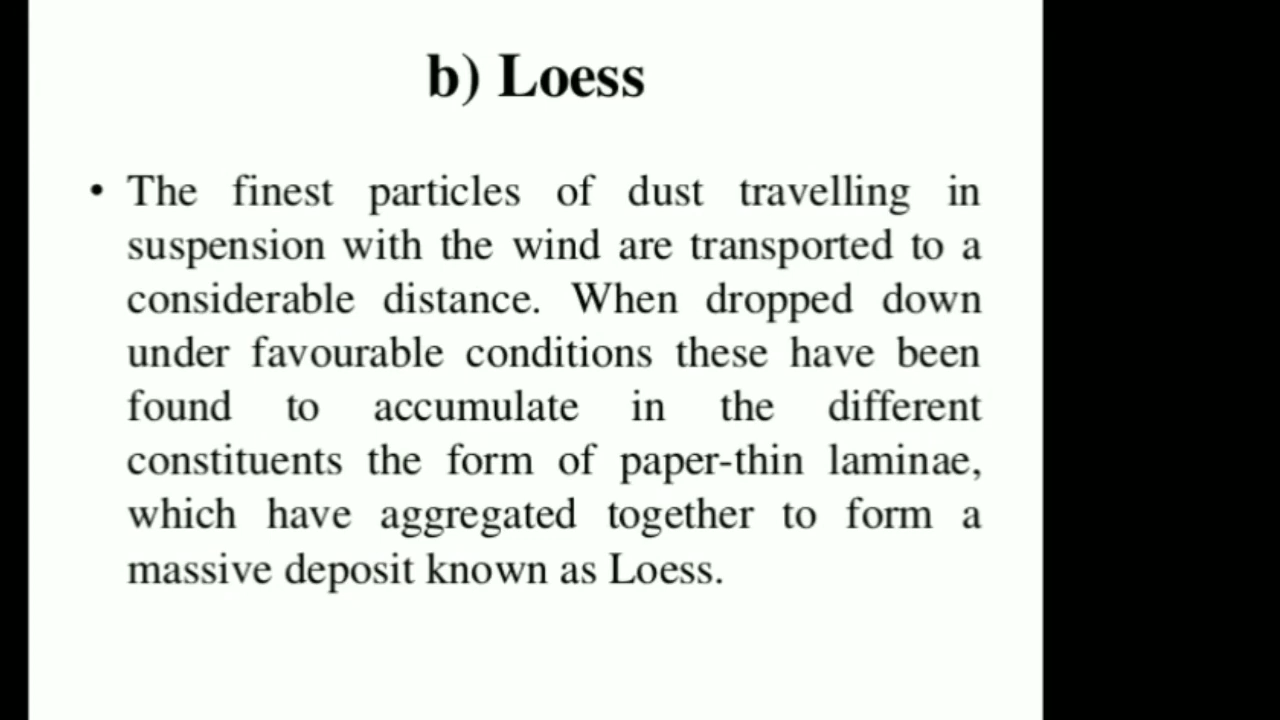 b) Loess
• The finest particles of dust travelling in
suspension with the wind are transported to a
considerable distance. When dropped down
under favourable conditions these have been
found to accumulate in the different
constituents the form of paper-thin laminae,
which have aggregated together to form a
massive deposit known as Loess.